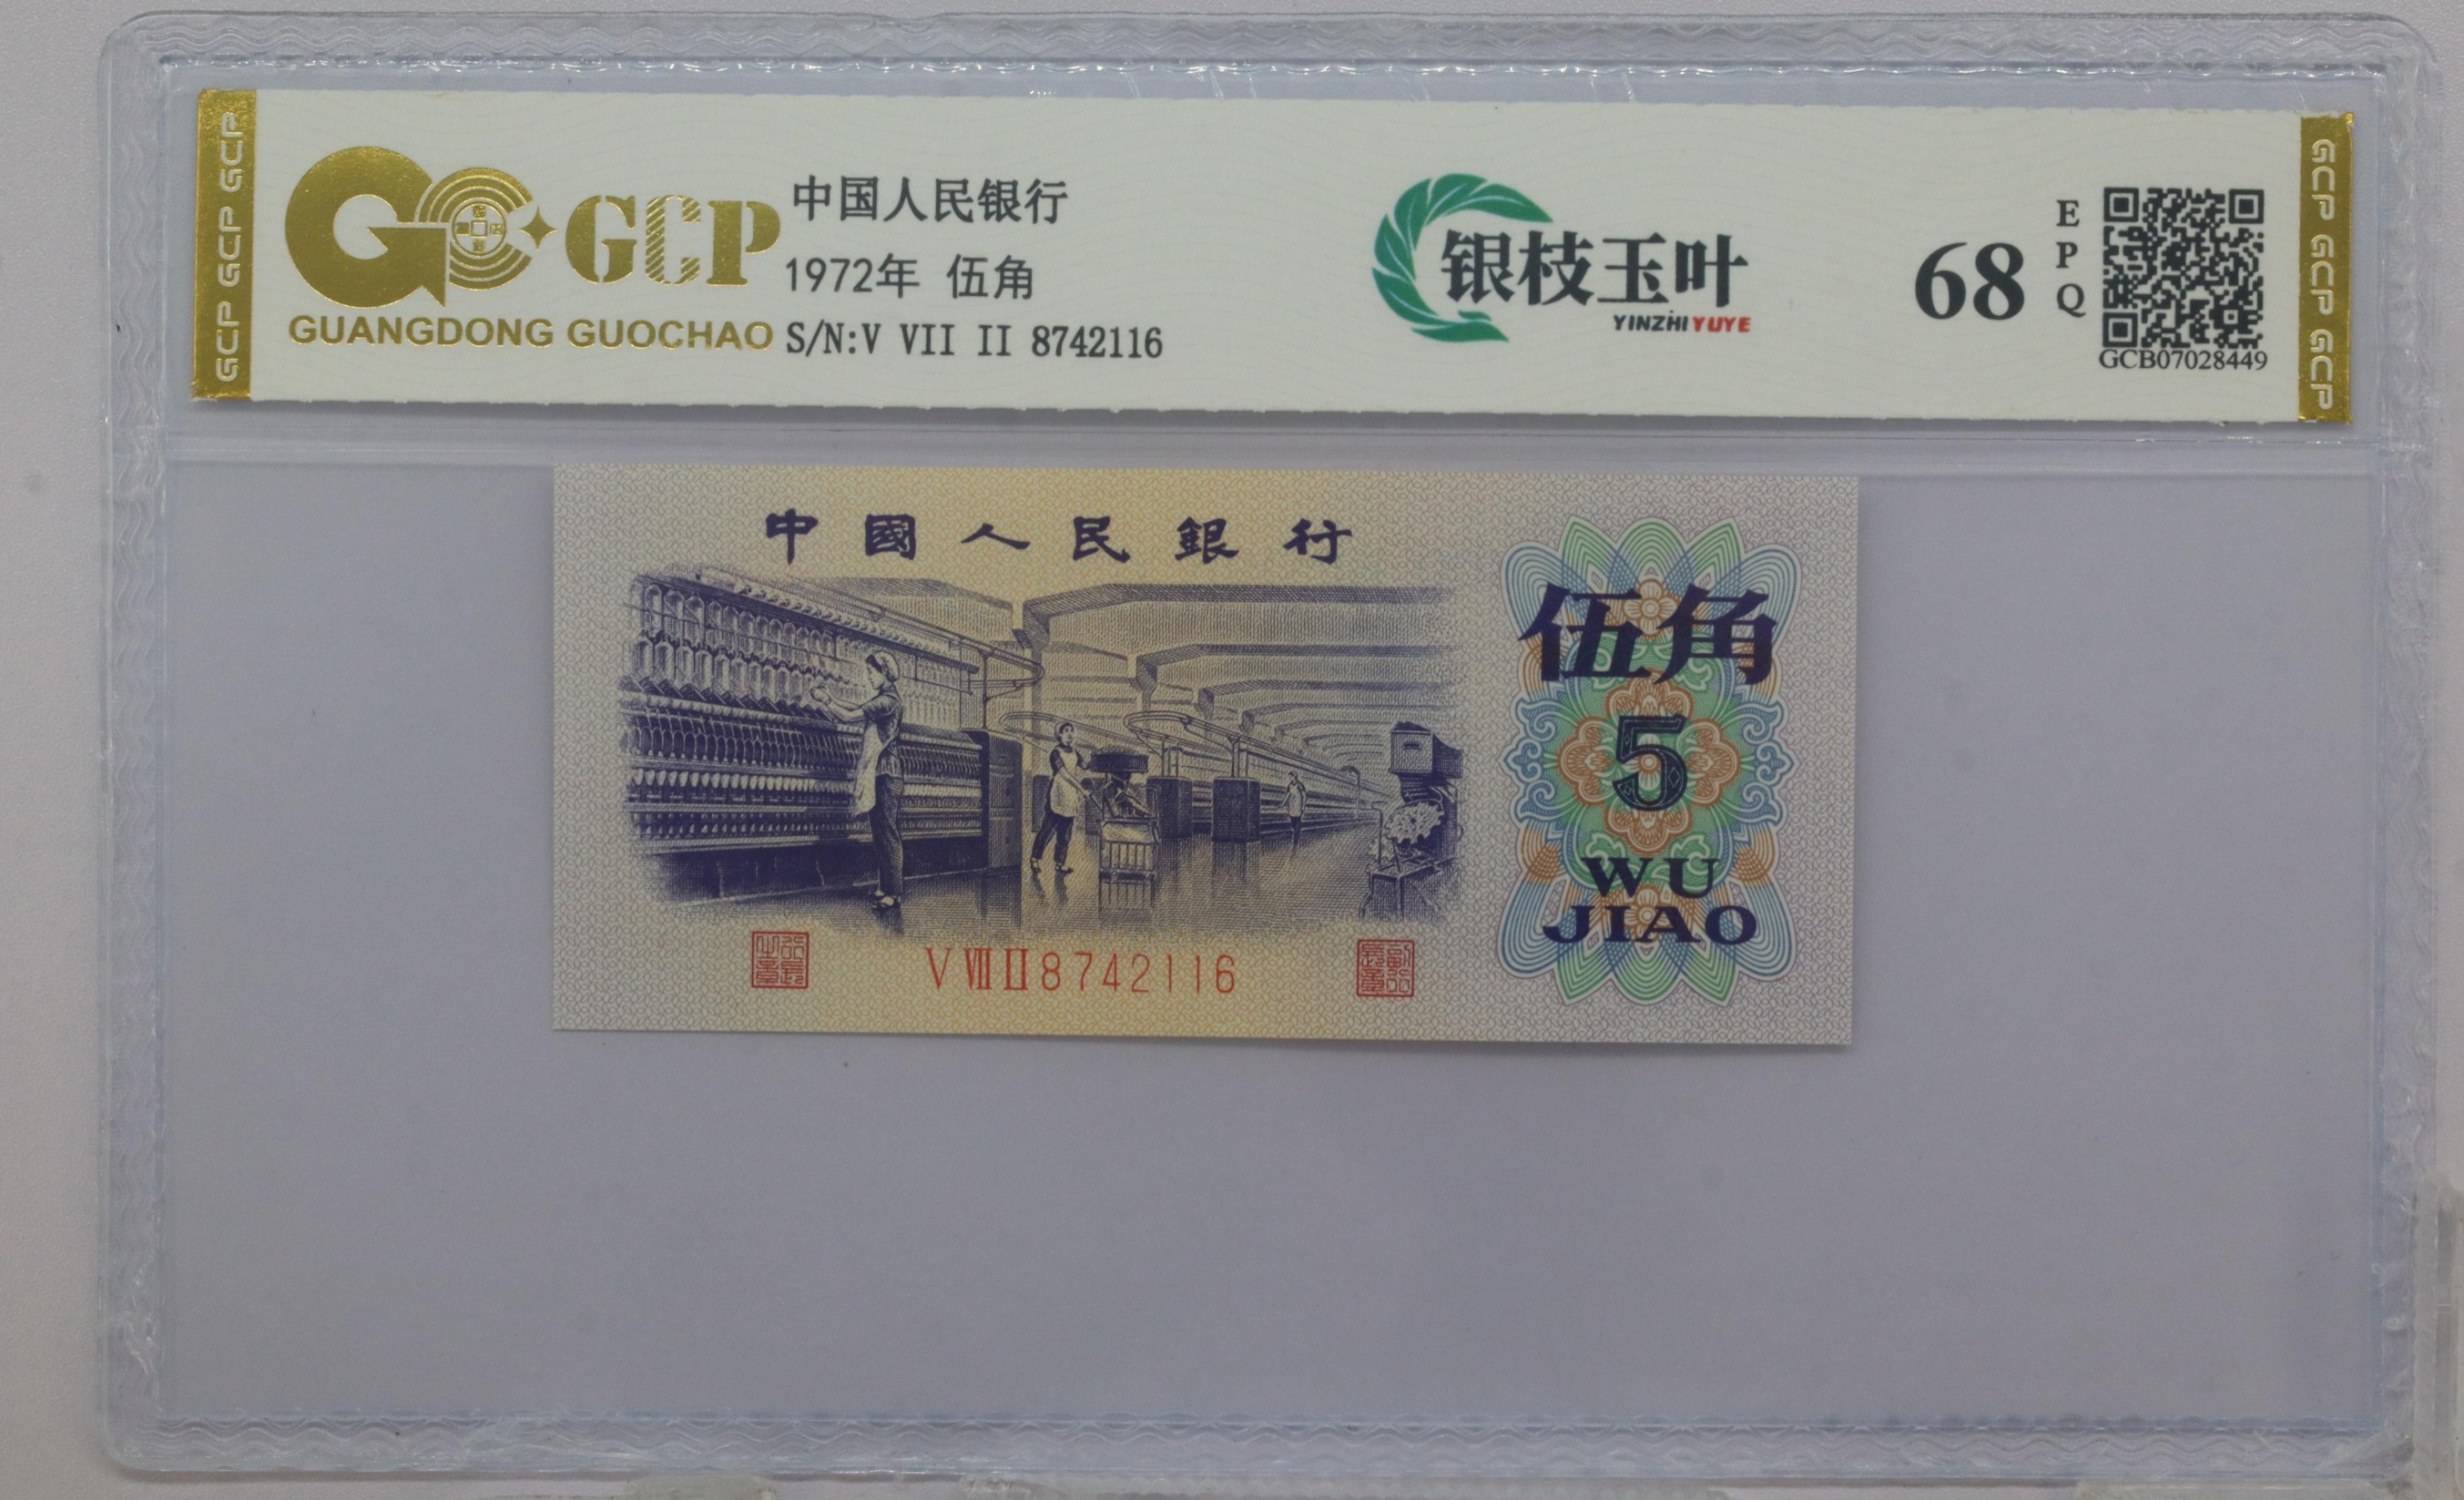 GCP GCP GCP
GCP
GUANGDONG GUOCHAO
中国人民银行
1972年 伍角
S/N:V VII II 8742116
银枝玉叶
YINZHIYUYE
68
EPQ
GCB07028449
GCP GCP GCP
中國人民銀行
伍角
5
WU
JIAO
V VII II 8742116